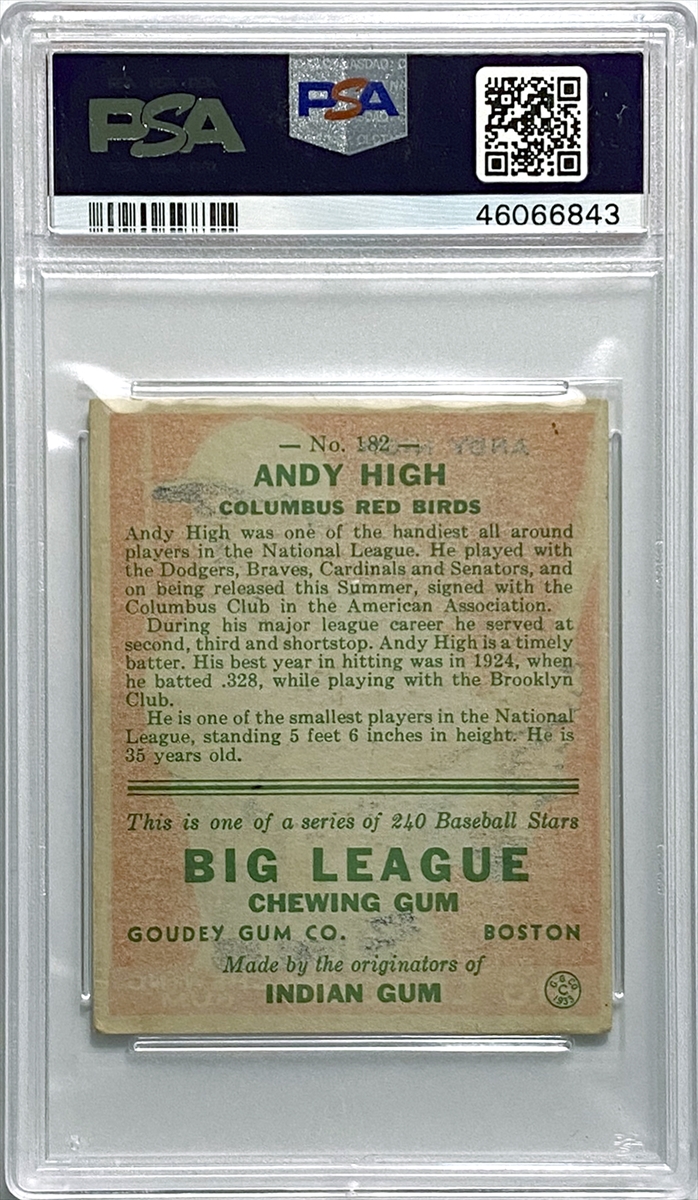 PSA
PSA
46066843
— No. 182 —
ANDY HIGH
COLUMBUS RED BIRDS
Andy High was one of the handiest all around
players in the National League. He played with
the Dodgers, Braves, Cardinals and Senators, and
on being released this Summer, signed with the
Columbus Club in the American Association.
During his major league career he served at
second, third and shortstop. Andy High is a timely
batter. His best year in hitting was in 1924, when
he batted .328, while playing with the Brooklyn
Club.
He is one of the smallest players in the National
League, standing 5 feet 6 inches in height. He is
35 years old.
This is one of a series of 240 Baseball Stars
BIG LEAGUE
CHEWING GUM
GOUDEY GUM CO. BOSTON
Made by the originators of
INDIAN GUM
G. G. CO.
C
1933